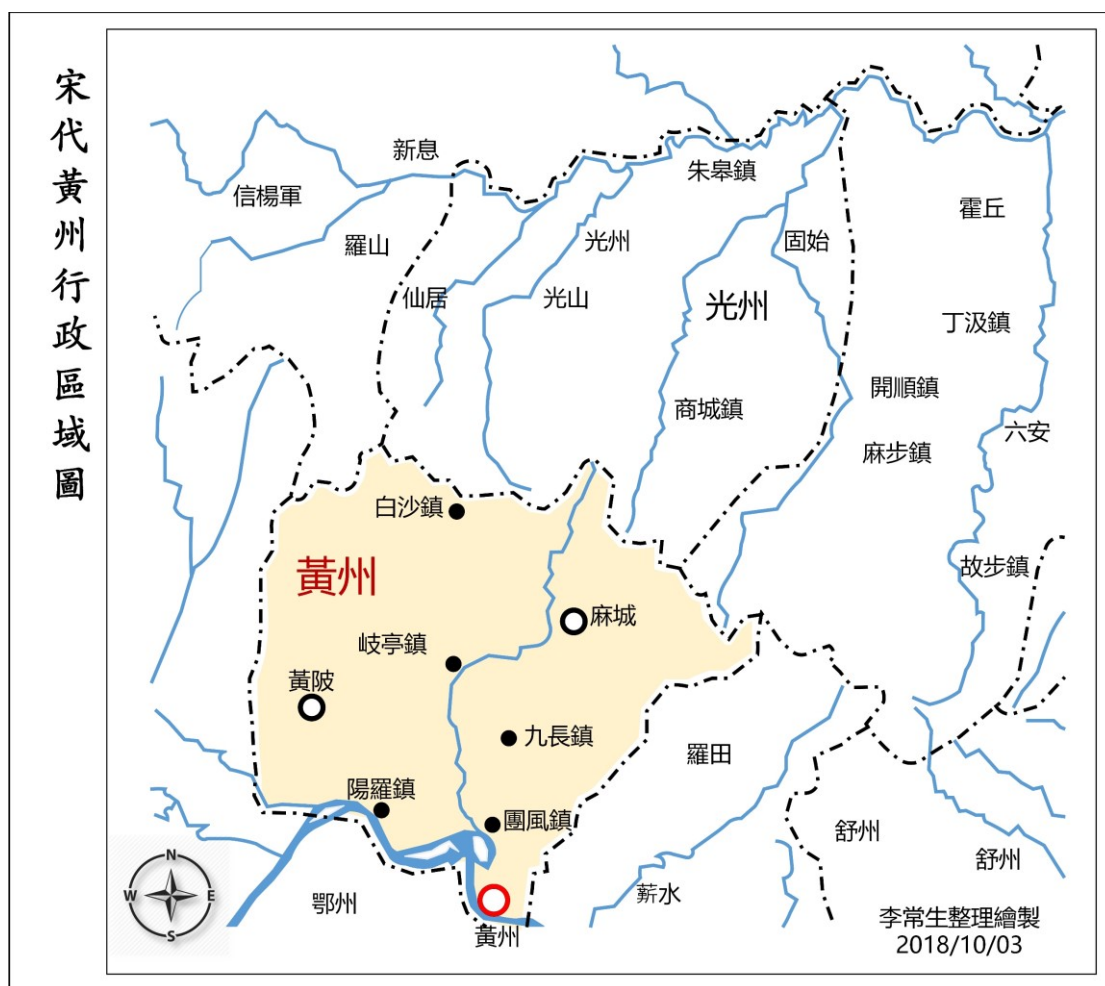 宋代黃州行政區域圖
新息
朱皋鎮
信楊軍
霍丘
羅山
光州
固始
仙居
光山
光州
丁汲鎮
開順鎮
商城鎮
六安
麻步鎮
白沙鎮
故步鎮
黃州
麻城
岐亭鎮
黃陂
九長鎮
羅田
陽羅鎮
團風鎮
舒州
舒州
N
W
E
S
鄂州
薪水
黃州
李常生整理繪製
2018/10/03